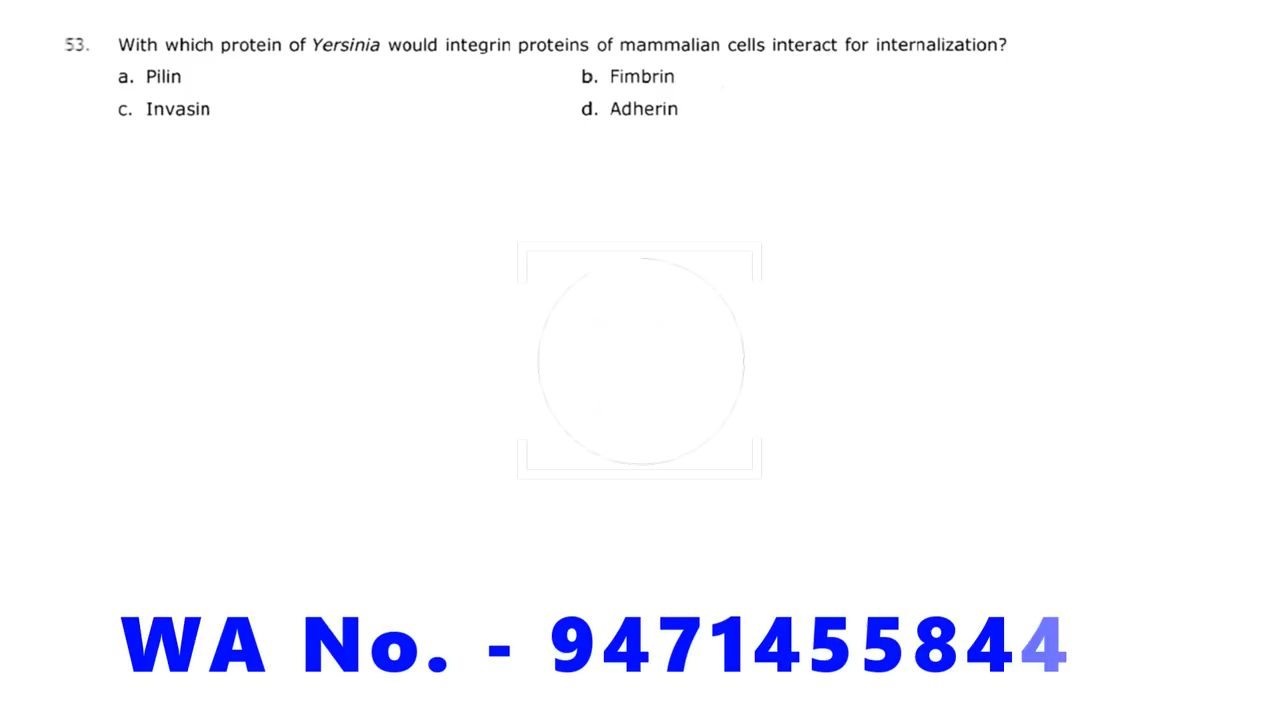 53. With which protein of Yersinia would integrin proteins of mammalian cells interact for internalization?
a. Pilin b. Fimbrin
c. Invasin d. Adherin
WA No. - 9471455844